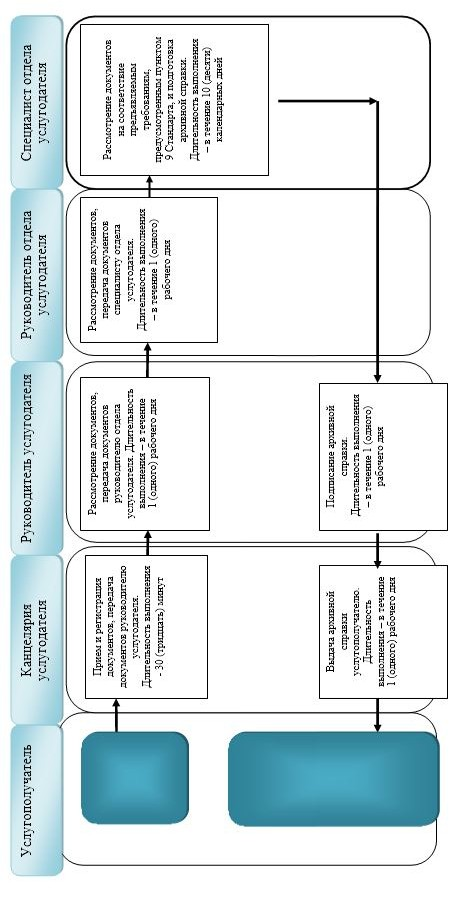 Услугополучатель
Канцелярия
услугодателя
Руководитель услугодателя
Руководитель отдела
услугодателя
Специалист отдела
услугодателя
Прием и регистрация
документов, передача
документов руководителю
услугодателя.
Длительность выполнения
- 30 (тридцать) минут
Рассмотрение документов,
передача документов
руководителю отдела
услугодателя. Длительность
выполнения – в течение
1 (одного) рабочего дня
Рассмотрение документов,
передача документов
специалисту отдела
услугодателя.
Длительность выполнения
– в течение 1 (одного)
рабочего дня
Рассмотрение документов
на соответствие
предъявляемым
требованиям,
предусмотренным пунктом
9 Стандарта, и подготовка
архивной справки.
Длительность выполнения
– в течение 10 (десяти)
календарных дней
Подписание архивной
справки.
Длительность выполнения
– в течение 1 (одного)
рабочего дня
Выдача архивной
справки
услугополучателю.
Длительность
выполнения – в течение
1 (одного) рабочего дня